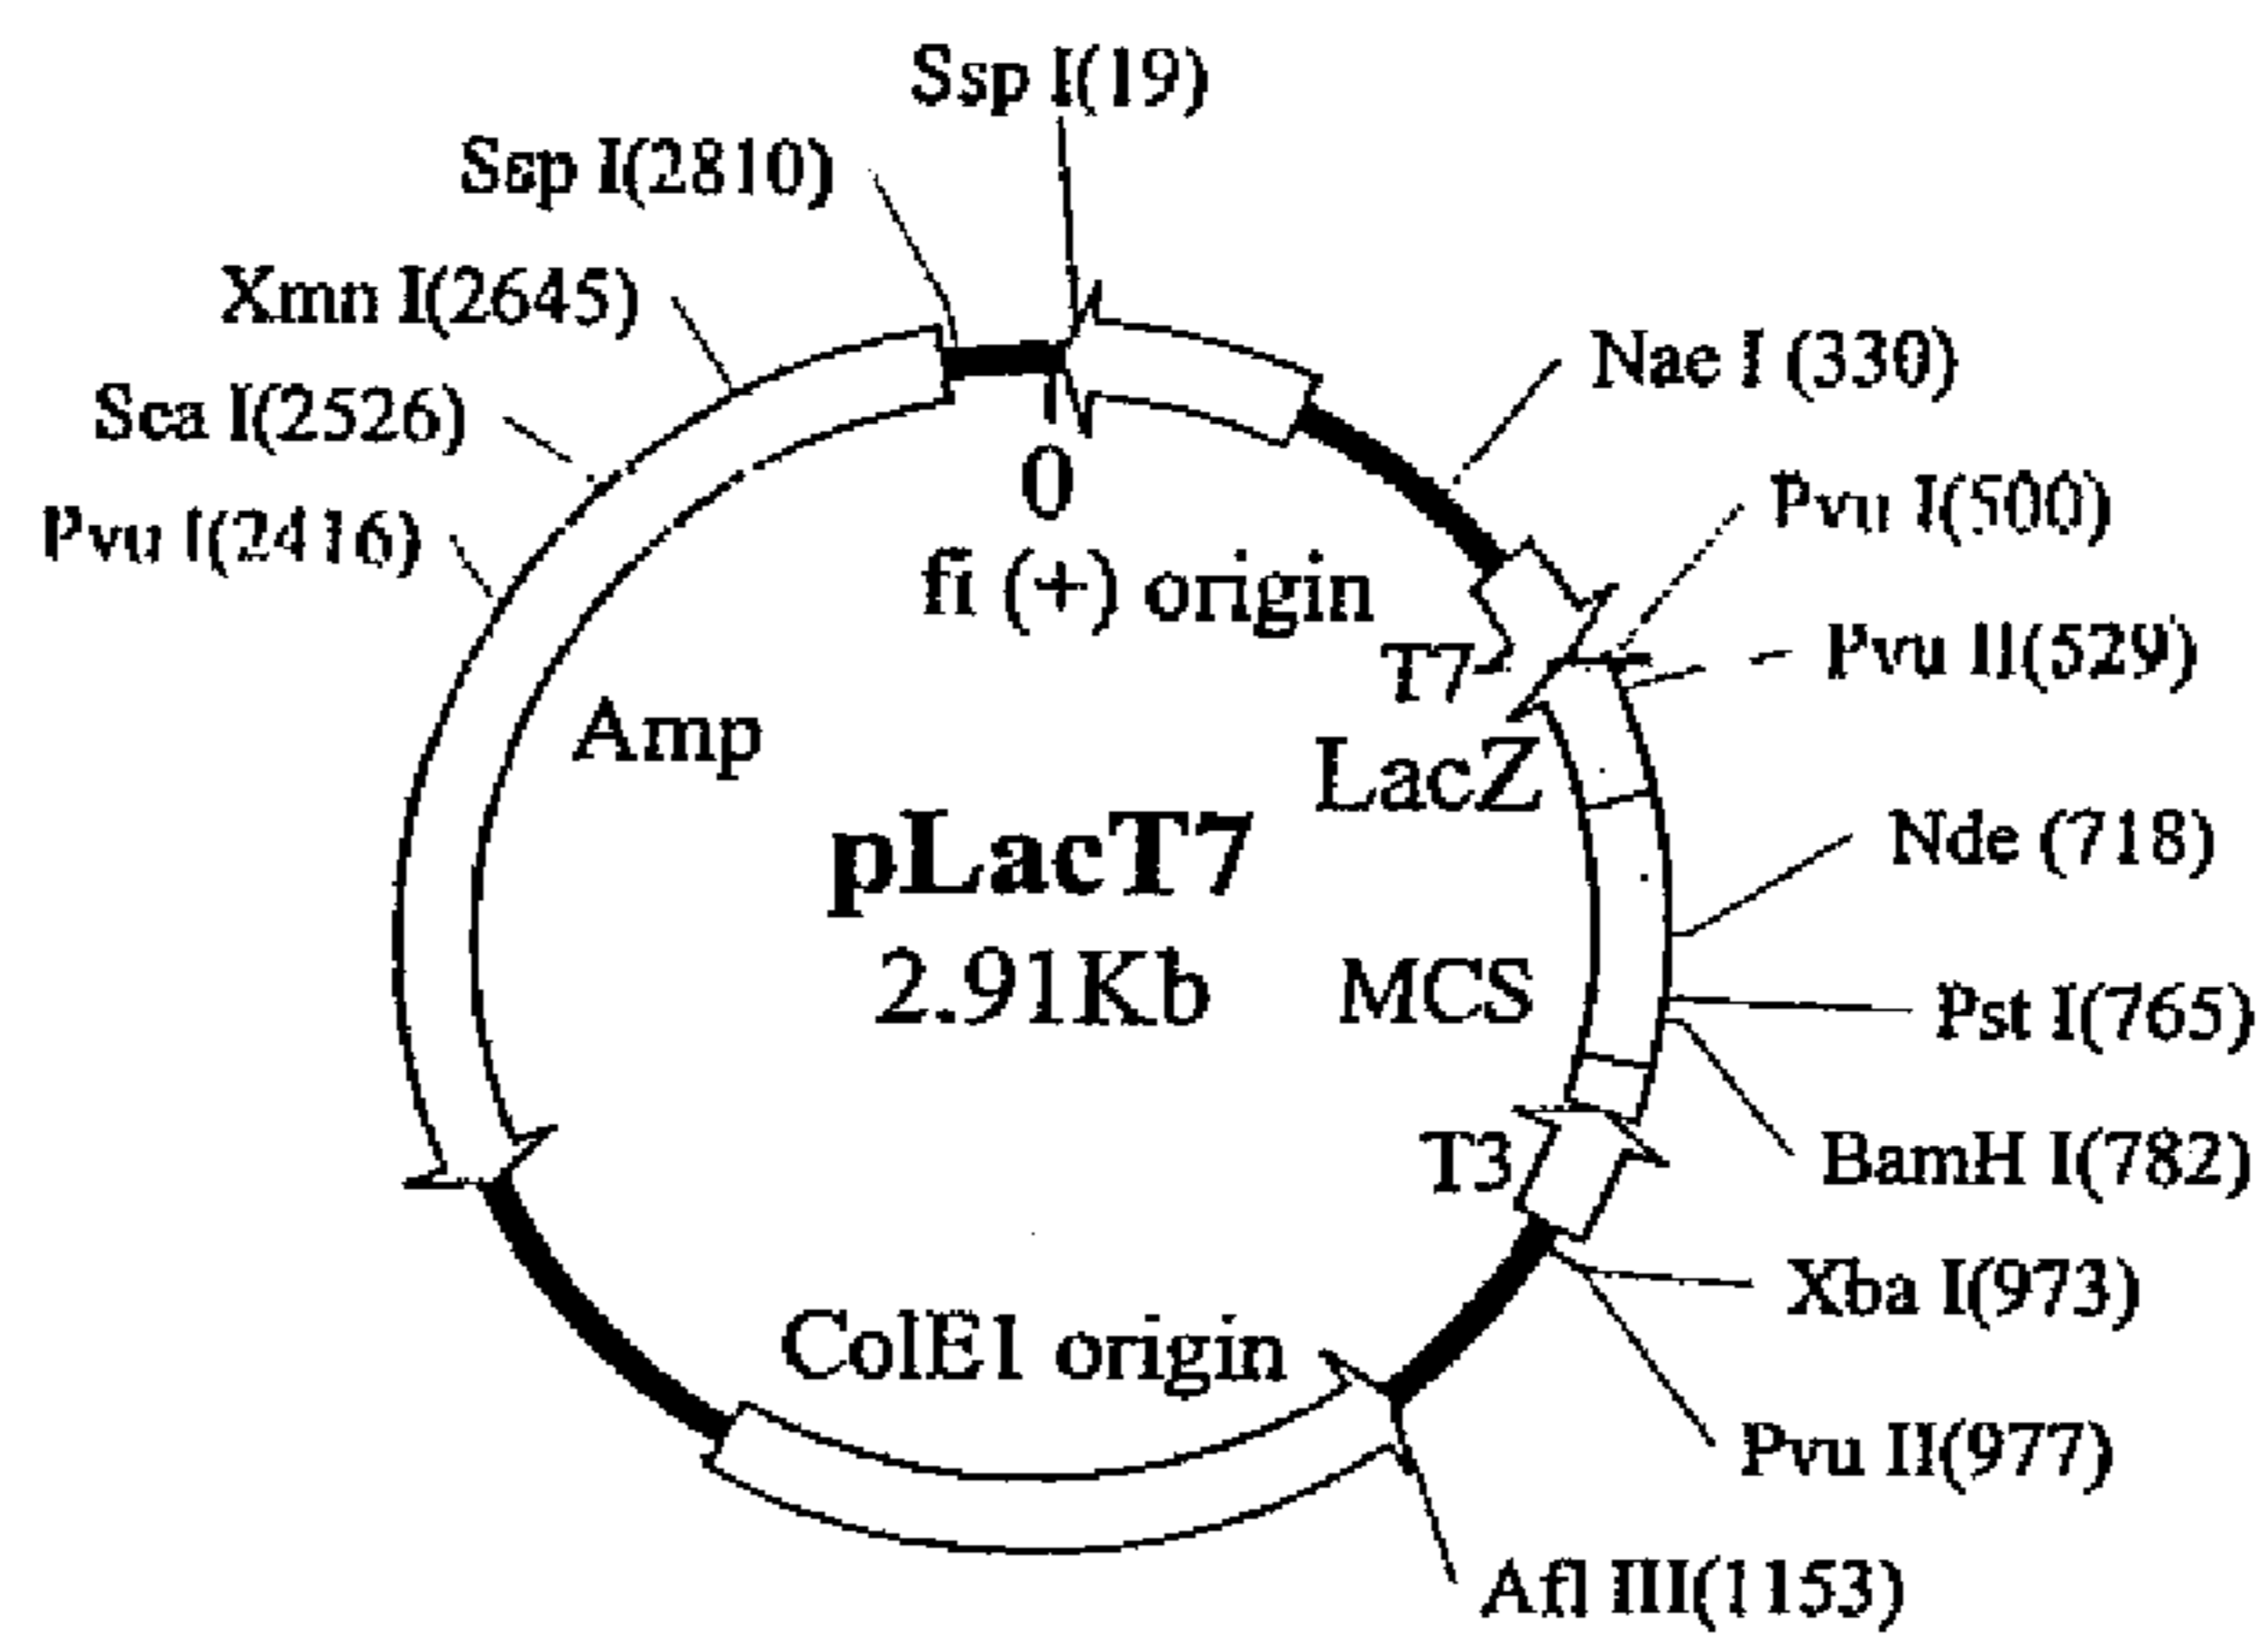 Ssp I(19)
Ssp I(2810)
Xmn I(2645)
Sca I(2526)
Pvu I(2416)
Nae I (330)
Pvu I(500)
Pvu II(529)
Nde (718)
Pst I(765)
BamH I(782)
Xba I(973)
Pvu II(977)
Afl III(1153)
0
fi (+) origin
T7
Amp
LacZ
pLacT7
2.91Kb
MCS
T3
ColE1 origin